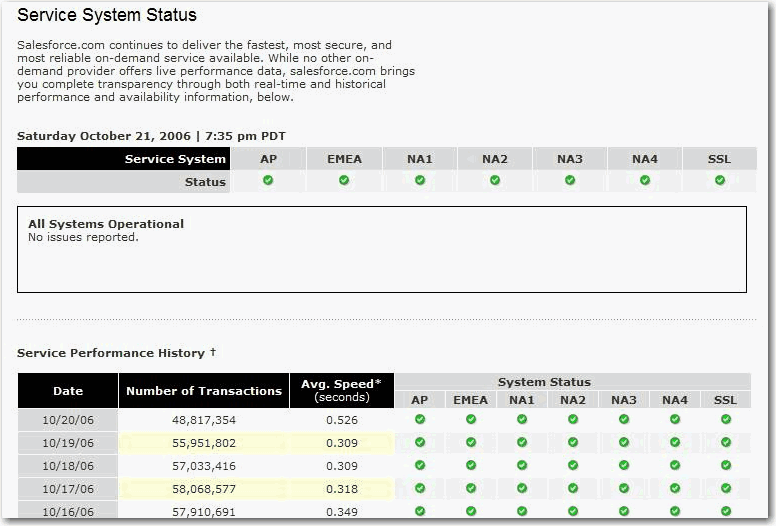 Service System Status
Salesforce.com continues to deliver the fastest, most secure, and
most reliable on-demand service available. While no other on-
demand provider offers live performance data, salesforce.com brings
you complete transparency through both real-time and historical
performance and availability information, below.
Saturday October 21, 2006 | 7:35 pm PDT
Service System AP EMEA NA1 NA2 NA3 NA4 SSL
Status
All Systems Operational
No issues reported.
Service Performance History †
System Status
Date Number of Transactions Avg. Speed* (seconds) AP EMEA NA1 NA2 NA3 NA4 SSL
10/20/06 48,817,354 0.526
10/19/06 55,951,802 0.309
10/18/06 57,033,416 0.309
10/17/06 58,068,577 0.318
10/16/06 57,910,691 0.349